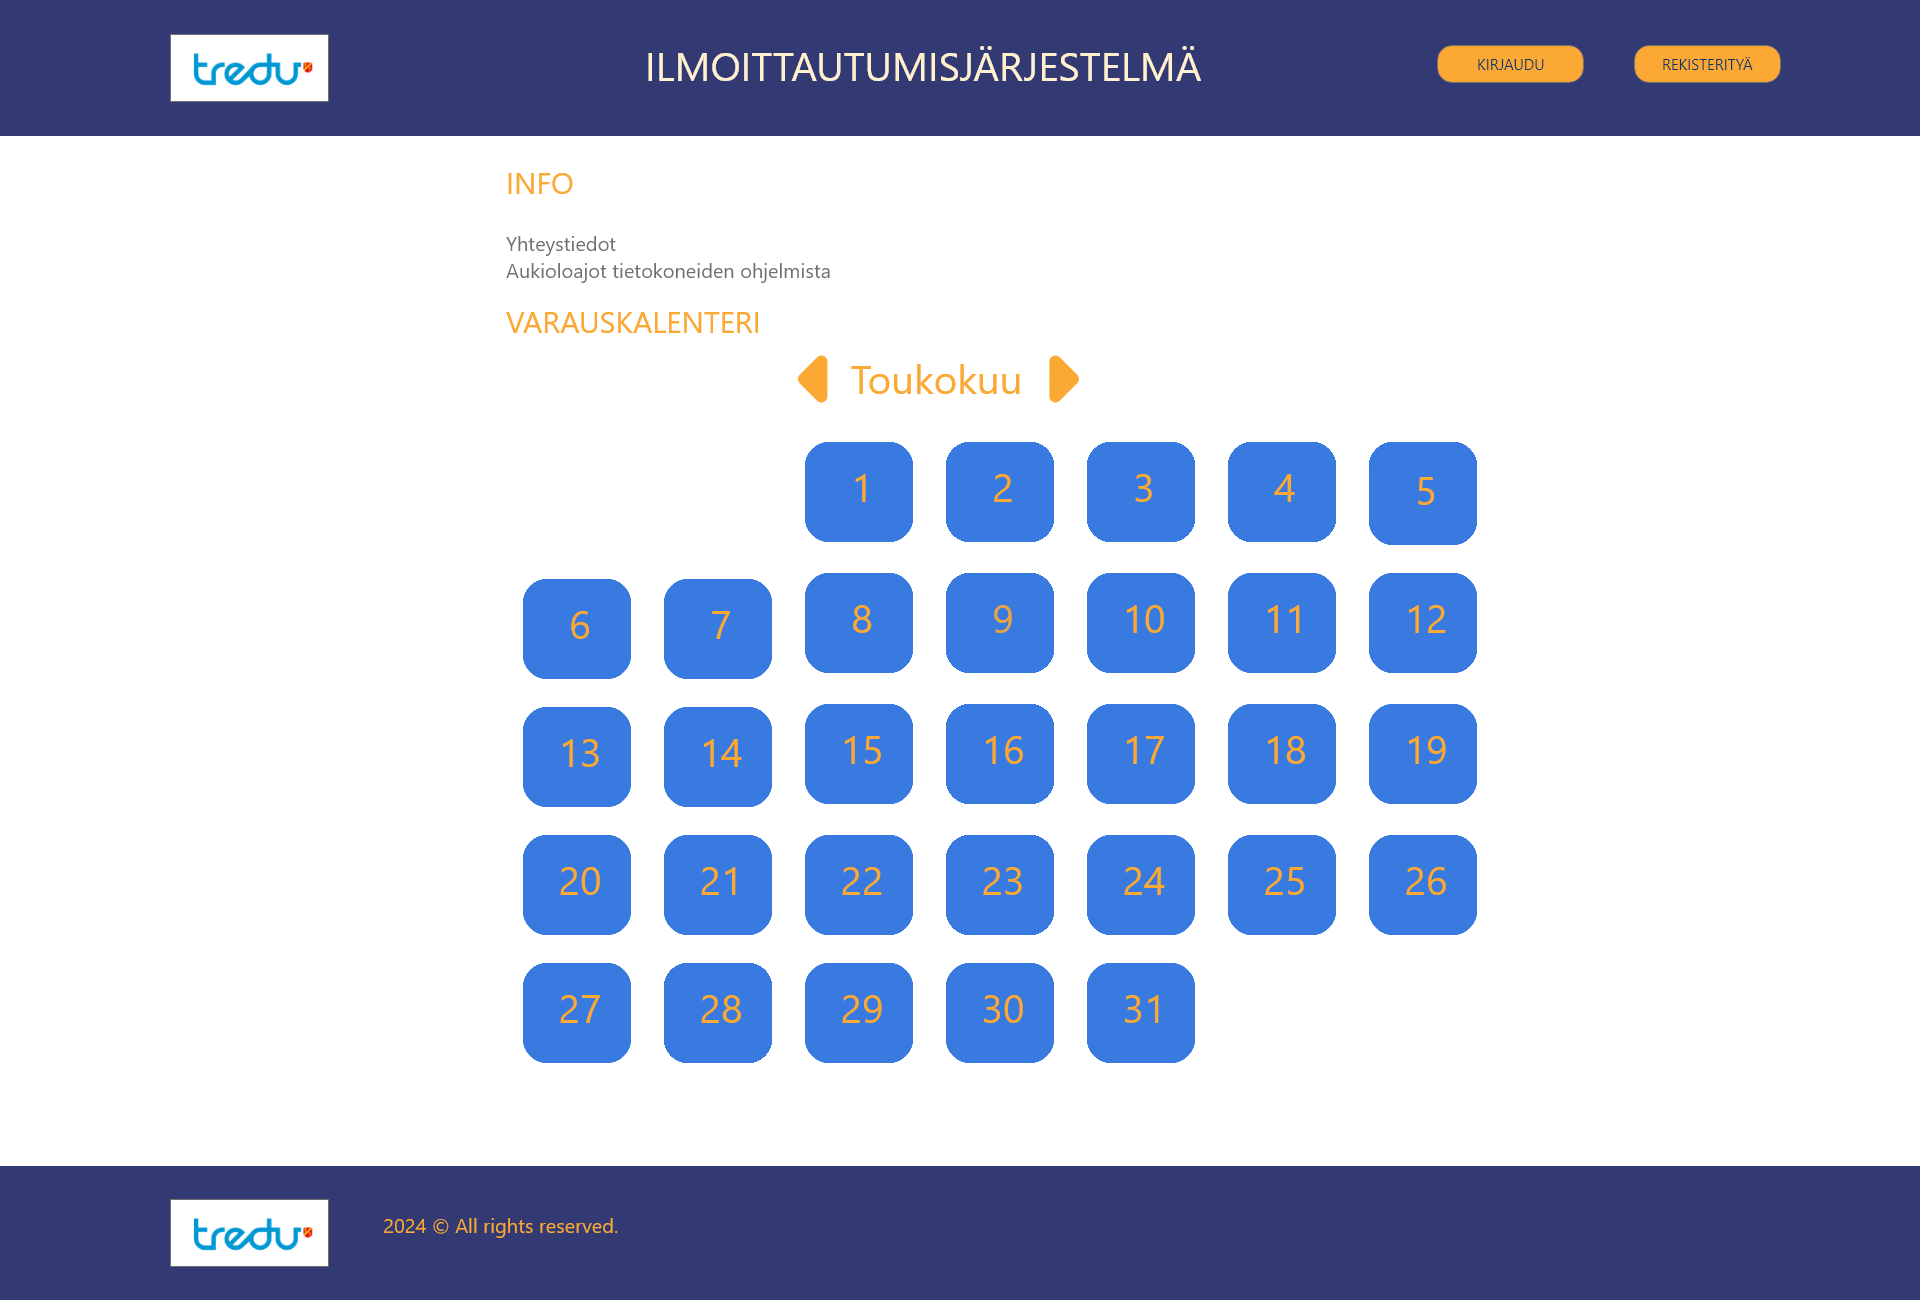 tredu
ILMOITTAUTUMISJÄRJESTELMÄ
KIRJAUDU
REKISTERITYÄ
INFO
Yhteystiedot
Aukioloajot tietokoneiden ohjelmista
VARAUSKALENTERI
Toukokuu
1 2 3 4 5
6 7 8 9 10 11 12
13 14 15 16 17 18 19
20 21 22 23 24 25 26
27 28 29 30 31
tredu
2024 © All rights reserved.